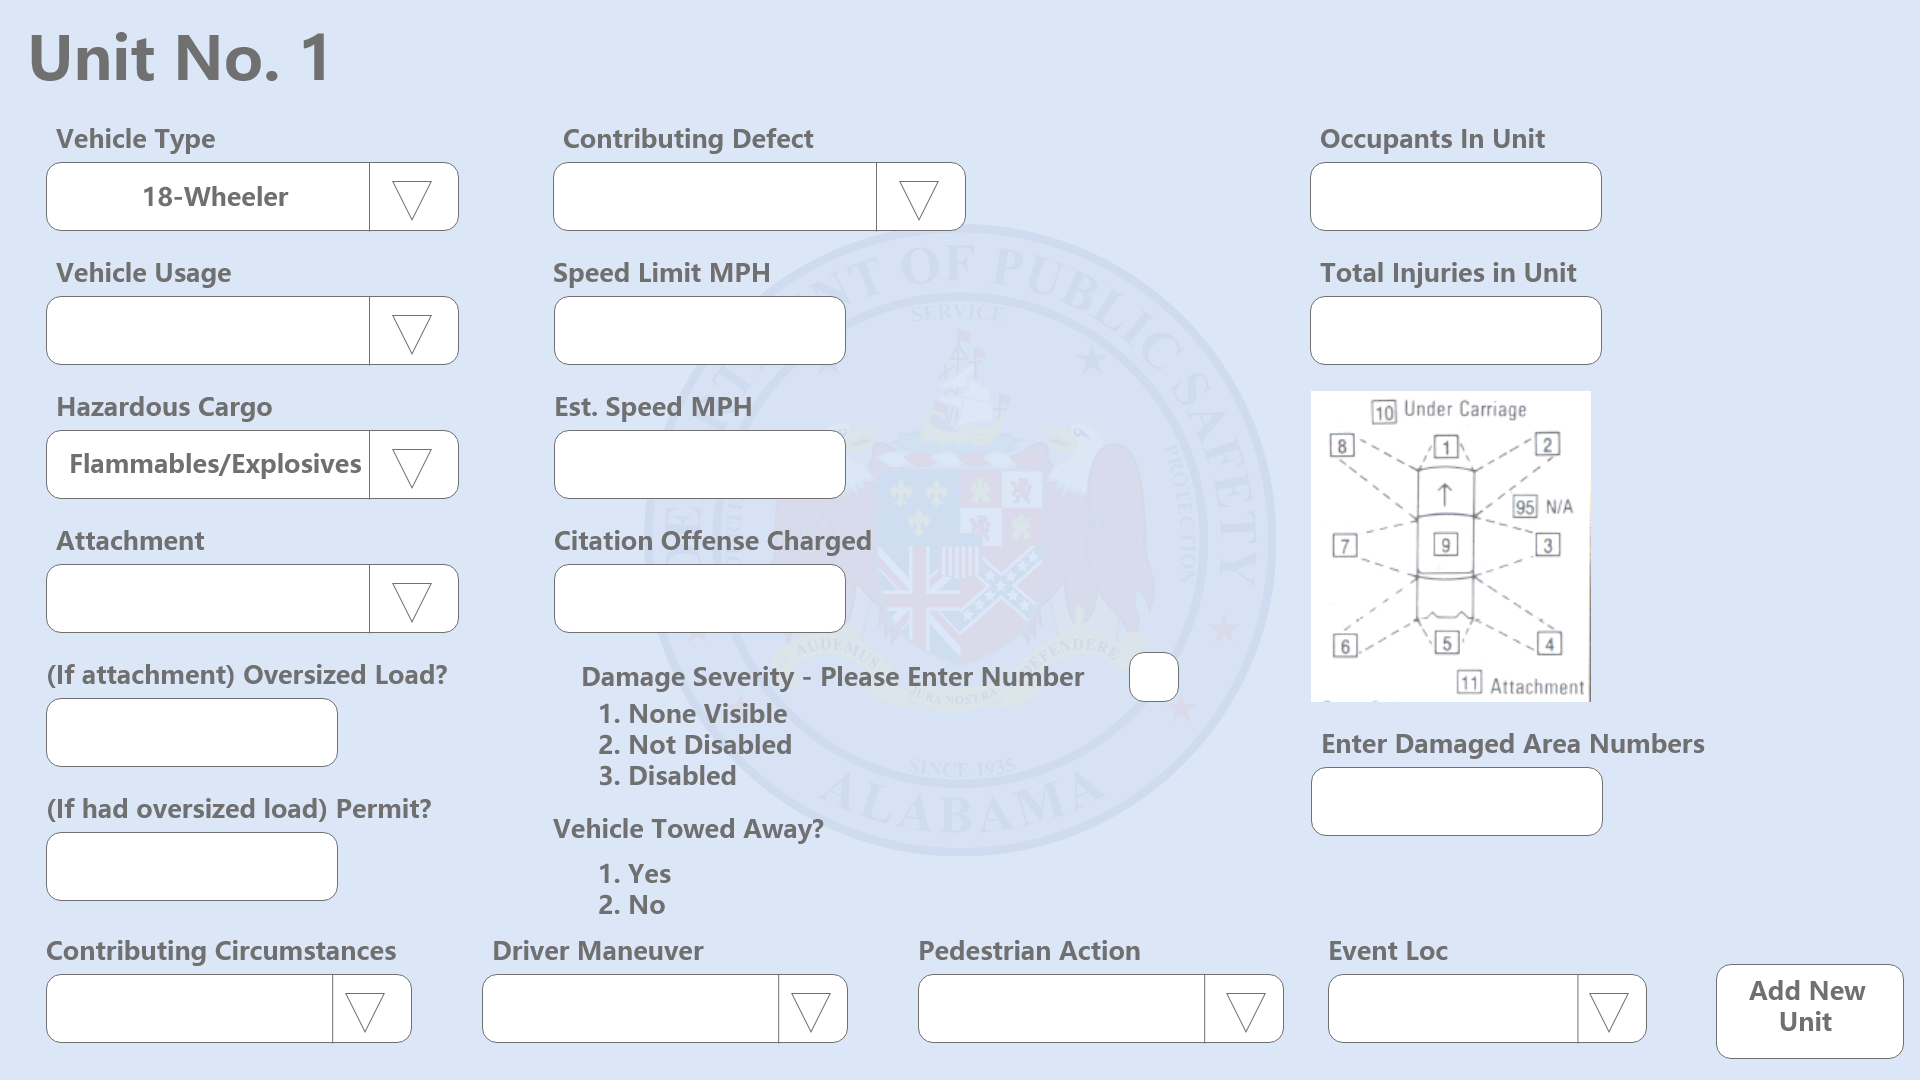 Unit No. 1
Vehicle Type
18-Wheeler
Vehicle Usage
Hazardous Cargo
Flammables/Explosives
Attachment
(If attachment) Oversized Load?
(If had oversized load) Permit?
Contributing Defect
Speed Limit MPH
Est. Speed MPH
Citation Offense Charged
Damage Severity - Please Enter Number
1. None Visible
2. Not Disabled
3. Disabled
Vehicle Towed Away?
1. Yes
2. No
Occupants In Unit
Total Injuries in Unit
10 Under Carriage
8 1 2
95 N/A
7 9 3
6 5 4
11 Attachment
Enter Damaged Area Numbers
Contributing Circumstances
Driver Maneuver
Pedestrian Action
Event Loc
Add New
Unit
OF PUBLIC SAFETY
ALABAMA
SERVICE
PROTECTION
AUDEMUS
JURA NOSTRA
DEFENDERE
SINCE 1935